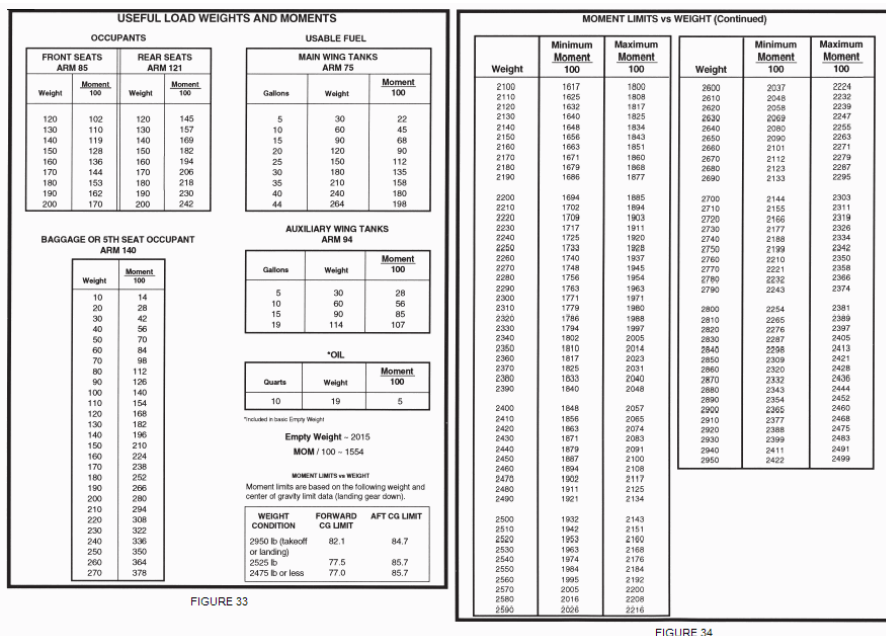 USEFUL LOAD WEIGHTS AND MOMENTS
OCCUPANTS
FRONT SEATS REAR SEATS
ARM 85 ARM 121
Moment Moment
Weight 100 Weight 100
120 102 120 145
130 110 130 157
140 119 140 169
150 128 150 182
160 136 160 194
170 144 170 206
180 153 180 218
190 162 190 230
200 170 200 242
BAGGAGE OR 5TH SEAT OCCUPANT
ARM 140
Moment
Weight 100
10 14
20 28
30 42
40 56
50 70
60 84
70 98
80 112
90 126
100 140
110 154
120 168
130 182
140 196
150 210
160 224
170 238
180 252
190 266
200 280
210 294
220 308
230 322
240 336
250 350
260 364
270 378
USABLE FUEL
MAIN WING TANKS
ARM 75
Moment
Gallons Weight 100
5 30 22
10 60 45
15 90 68
20 120 90
25 150 112
30 180 135
35 210 158
40 240 180
44 264 198
AUXILIARY WING TANKS
ARM 94
Moment
Gallons Weight 100
5 30 28
10 60 56
15 90 85
19 114 107
*OIL
Moment
Quarts Weight 100
10 19 5
*Included in basic Empty Weight
Empty Weight ~ 2015
MOM / 100 ~ 1554
MOMENT LIMITS vs WEIGHT
Moment limits are based on the following weight and
center of gravity limit data (landing gear down).
WEIGHT FORWARD AFT CG LIMIT
CONDITION CG LIMIT
2950 lb (takeoff 82.1 84.7
or landing)
2525 lb 77.5 85.7
2475 lb or less 77.0 85.7
FIGURE 33
MOMENT LIMITS vs WEIGHT (Continued)
Minimum Maximum
Moment Moment
Weight 100 100
2100 1617 1800
2110 1625 1808
2120 1632 1817
2130 1640 1825
2140 1648 1834
2150 1656 1843
2160 1663 1851
2170 1671 1860
2180 1679 1868
2190 1686 1877
2200 1694 1885
2210 1702 1894
2220 1709 1903
2230 1717 1911
2240 1725 1920
2250 1733 1928
2260 1740 1937
2270 1748 1945
2280 1756 1954
2290 1763 1963
2300 1771 1971
2310 1779 1980
2320 1786 1988
2330 1794 1997
2340 1802 2005
2350 1810 2014
2360 1817 2023
2370 1825 2031
2380 1833 2040
2390 1840 2048
2400 1848 2057
2410 1856 2065
2420 1863 2074
2430 1871 2083
2440 1879 2091
2450 1887 2100
2460 1894 2108
2470 1902 2117
2480 1911 2125
2490 1921 2134
2500 1932 2143
2510 1942 2151
2520 1953 2160
2530 1963 2168
2540 1974 2176
2550 1984 2184
2560 1995 2192
2570 2005 2200
2580 2016 2208
2590 2026 2216
Minimum Maximum
Moment Moment
Weight 100 100
2600 2037 2224
2610 2048 2232
2620 2058 2239
2630 2069 2247
2640 2080 2255
2650 2090 2263
2660 2101 2271
2670 2112 2279
2680 2123 2287
2690 2133 2295
2700 2144 2303
2710 2155 2311
2720 2166 2319
2730 2177 2326
2740 2188 2334
2750 2199 2342
2760 2210 2350
2770 2221 2358
2780 2232 2366
2790 2243 2374
2800 2254 2381
2810 2265 2389
2820 2276 2397
2830 2287 2405
2840 2298 2413
2850 2309 2421
2860 2320 2428
2870 2332 2436
2880 2343 2444
2890 2354 2452
2900 2365 2460
2910 2377 2468
2920 2388 2475
2930 2399 2483
2940 2411 2491
2950 2422 2499
FIGURE 34